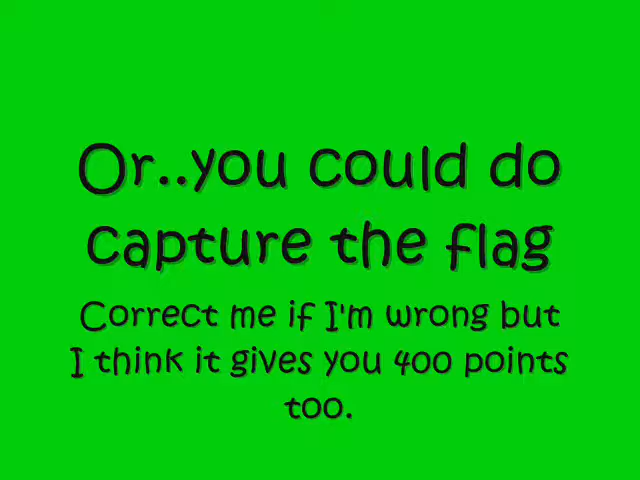 Or..you could do
capture the flag
Correct me if I'm wrong but
I think it gives you 400 points
too.